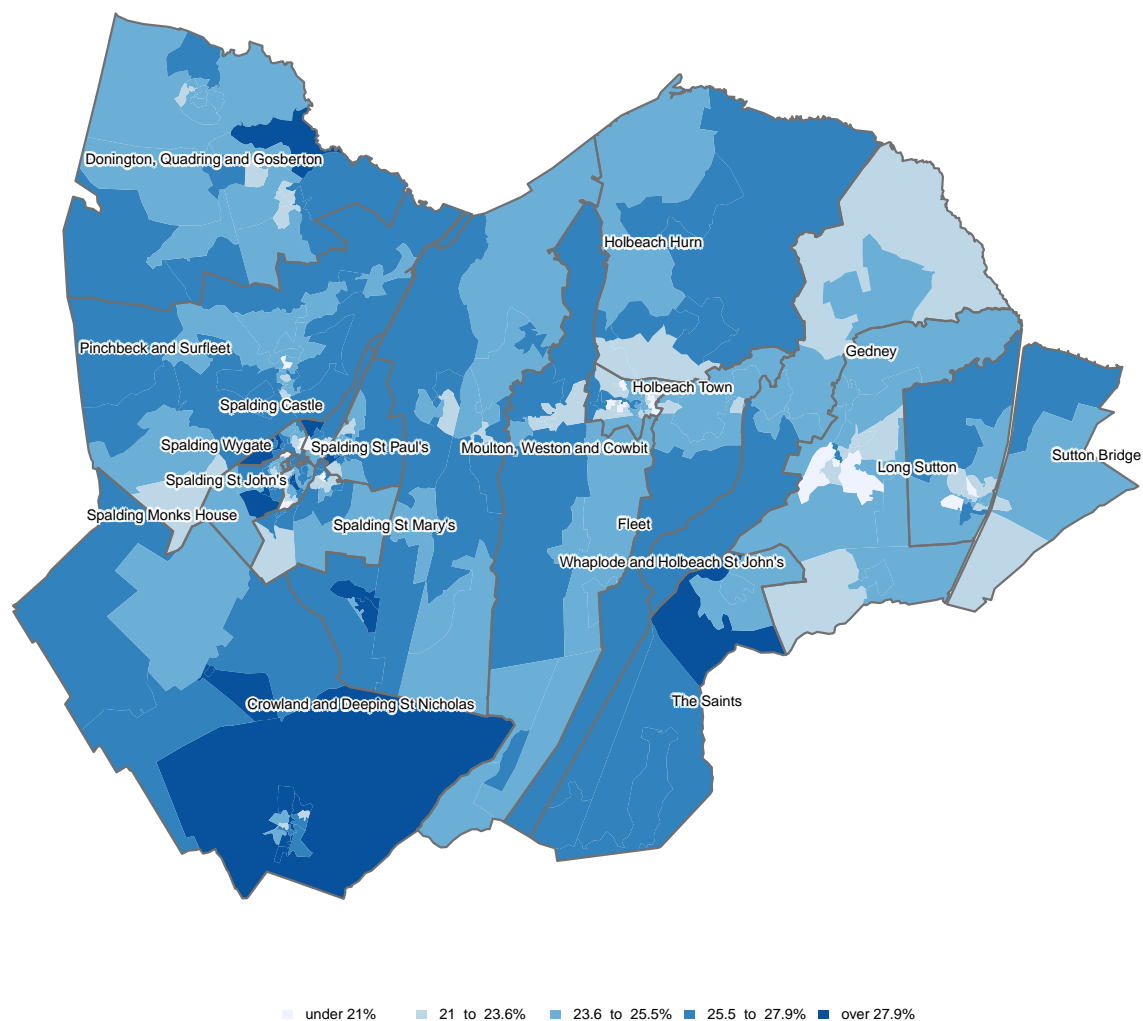 Donington, Quadring and Gosberton
Holbeach Hurn
Pinchbeck and Surfleet
Gedney
Holbeach Town
Spalding Castle
Spalding Wygate
Spalding St Paul's
Moulton, Weston and Cowbit
Sutton Bridge
Long Sutton
Spalding St John's
Spalding Monks House
Spalding St Mary's
Fleet
Whaplode and Holbeach St John's
The Saints
Crowland and Deeping St Nicholas
under 21%
21 to 23.6%
23.6 to 25.5%
25.5 to 27.9%
over 27.9%